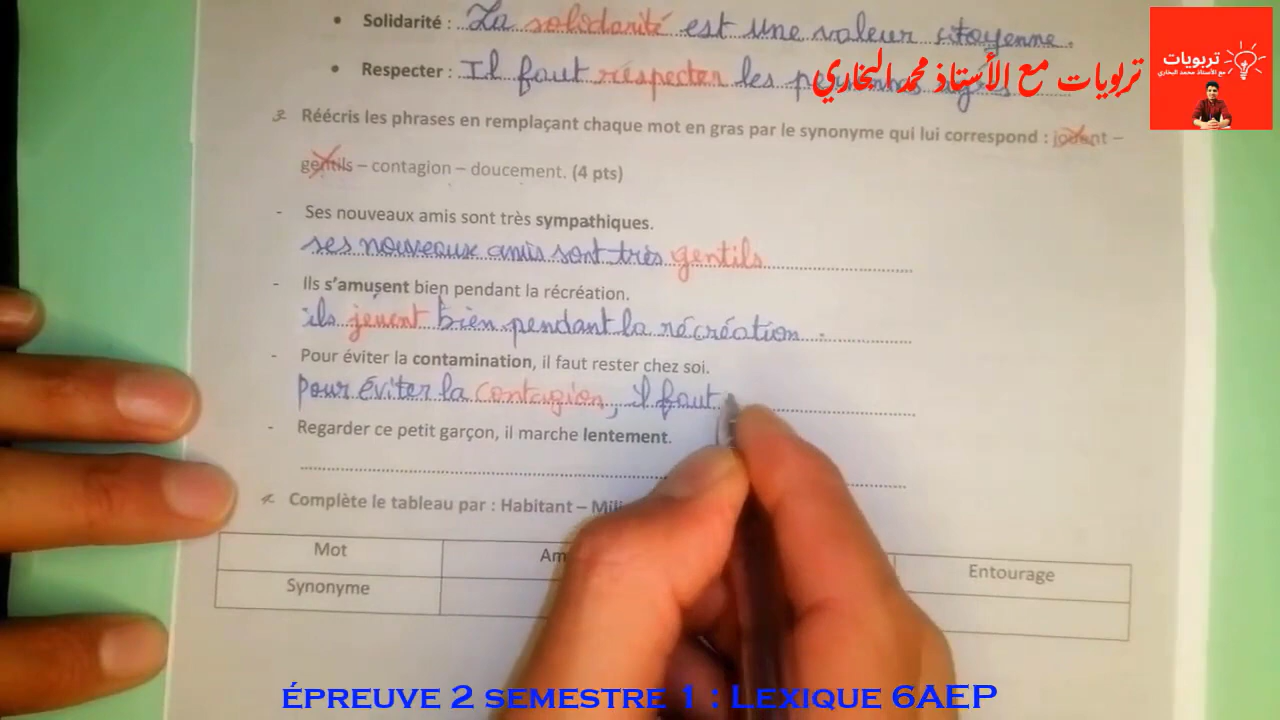 • Solidarité : La solidarité est une valeur citoyenne.
• Respecter : Il faut respecter les
تربويات مع الأستاذ محمد البخاري
تربويات
مع الأستاذ محمد البخاري
3. Réécris les phrases en remplaçant chaque mot en gras par le synonyme qui lui correspond : jouent –
gentils – contagion – doucement. (4 pts)
- Ses nouveaux amis sont très sympathiques.
ses nouveaux amis sont très gentils
- Ils s’amusent bien pendant la récréation.
ils jouent bien pendant la récréation.
- Pour éviter la contamination, il faut rester chez soi.
Pour éviter la contagion, il faut
- Regarder ce petit garçon, il marche lentement.
4. Complète le tableau par : Habitant –
Mot Entourage
Synonyme
ÉPREUVE 2 SEMESTRE 1 : LEXIQUE 6AEP